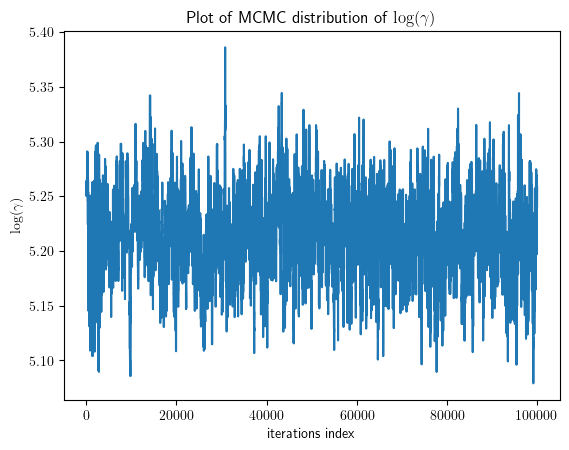 Plot of MCMC distribution of log(γ)
5.40
5.35
5.30
5.25
5.20
5.15
5.10
log(γ)
0 20000 40000 60000 80000 100000
iterations index